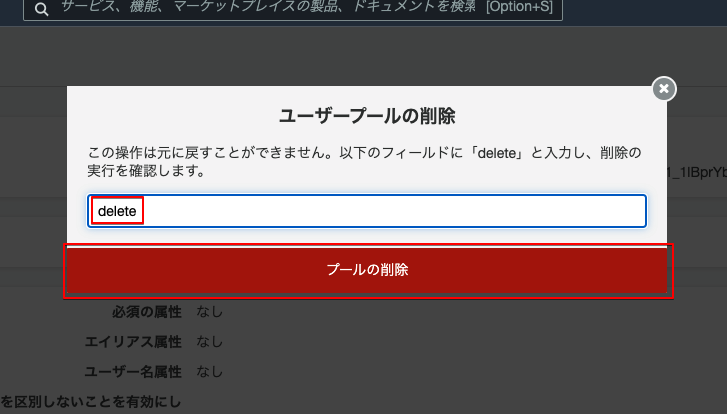 サービス、機能、マーケットプレイスの製品、ドキュメントを検索 [Option+S]
ユーザープールの削除
この操作は元に戻すことができません。以下のフィールドに「delete」と入力し、削除の
実行を確認します。
delete
プールの削除
必須の属性 なし
エイリアス属性 なし
ユーザー名属性 なし
を区別しないことを有効にし